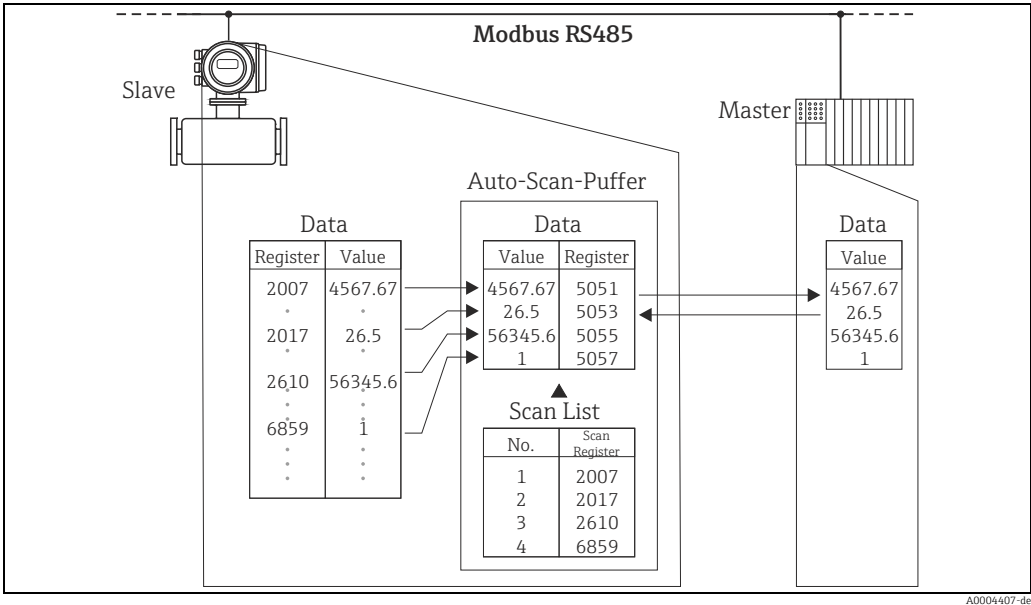 Modbus RS485
Slave
Master
Auto-Scan-Puffer
Data
Register Value
2007 4567.67
2017 26.5
2610 56345.6
6859 1
Data
Value Register
4567.67 5051
26.5 5053
56345.6 5055
1 5057
Scan List
No. Scan Register
1 2007
2 2017
3 2610
4 6859
Data
Value
4567.67
26.5
56345.6
1
A0004407-de